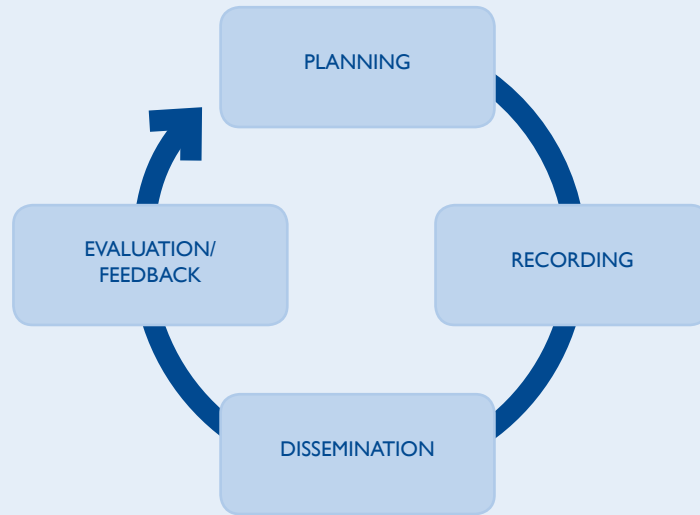 PLANNING
RECORDING
DISSEMINATION
EVALUATION/
FEEDBACK